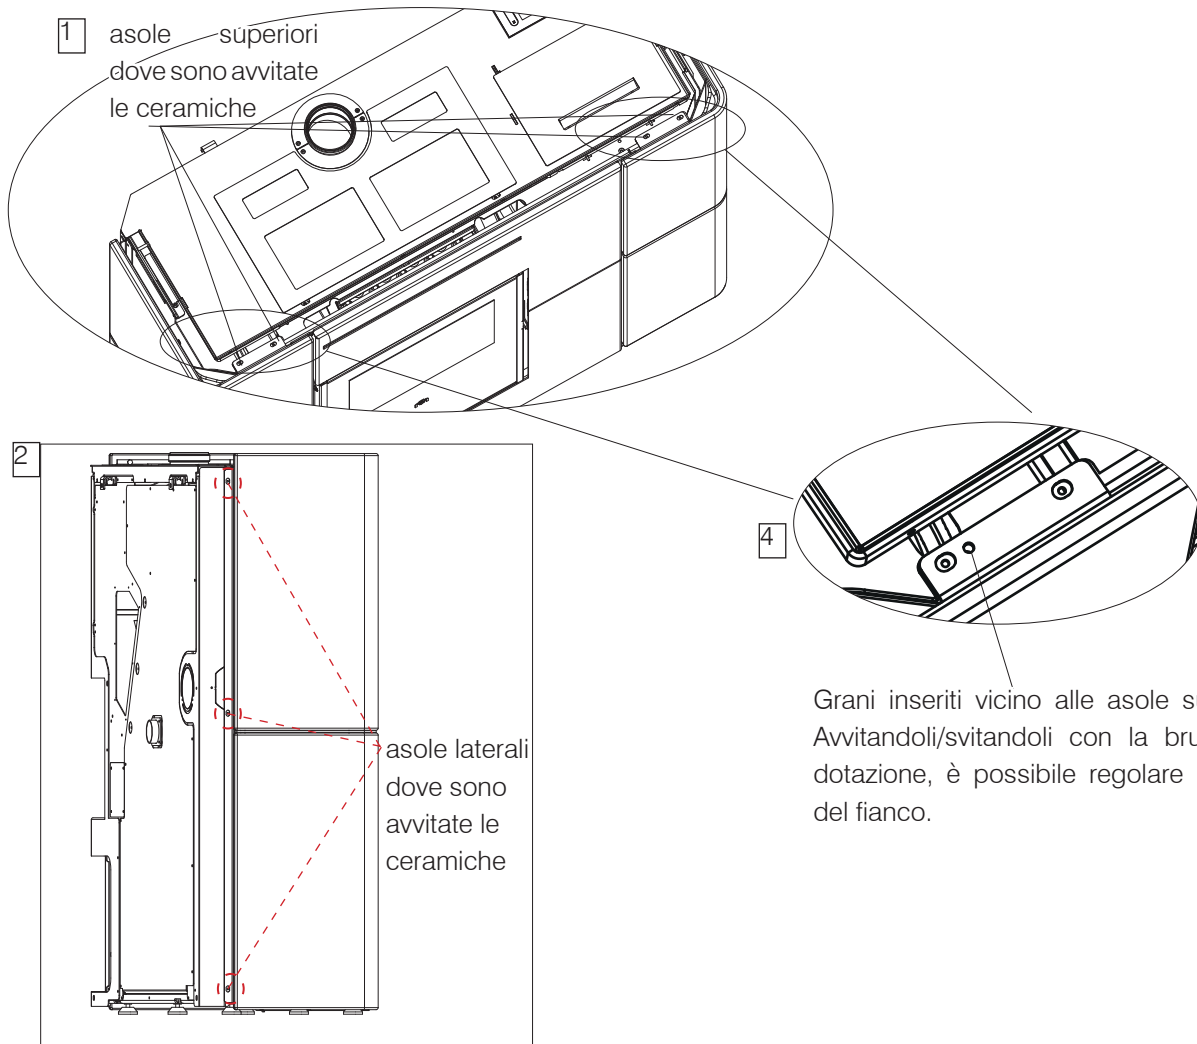 1
asole superiori
dove sono avvitate
le ceramiche
2
asole laterali
dove sono
avvitate le
ceramiche
4
Grani inseriti vicino alle asole
Avvitandoli/svitandoli con la
dotazione, è possibile regolare
del fianco.